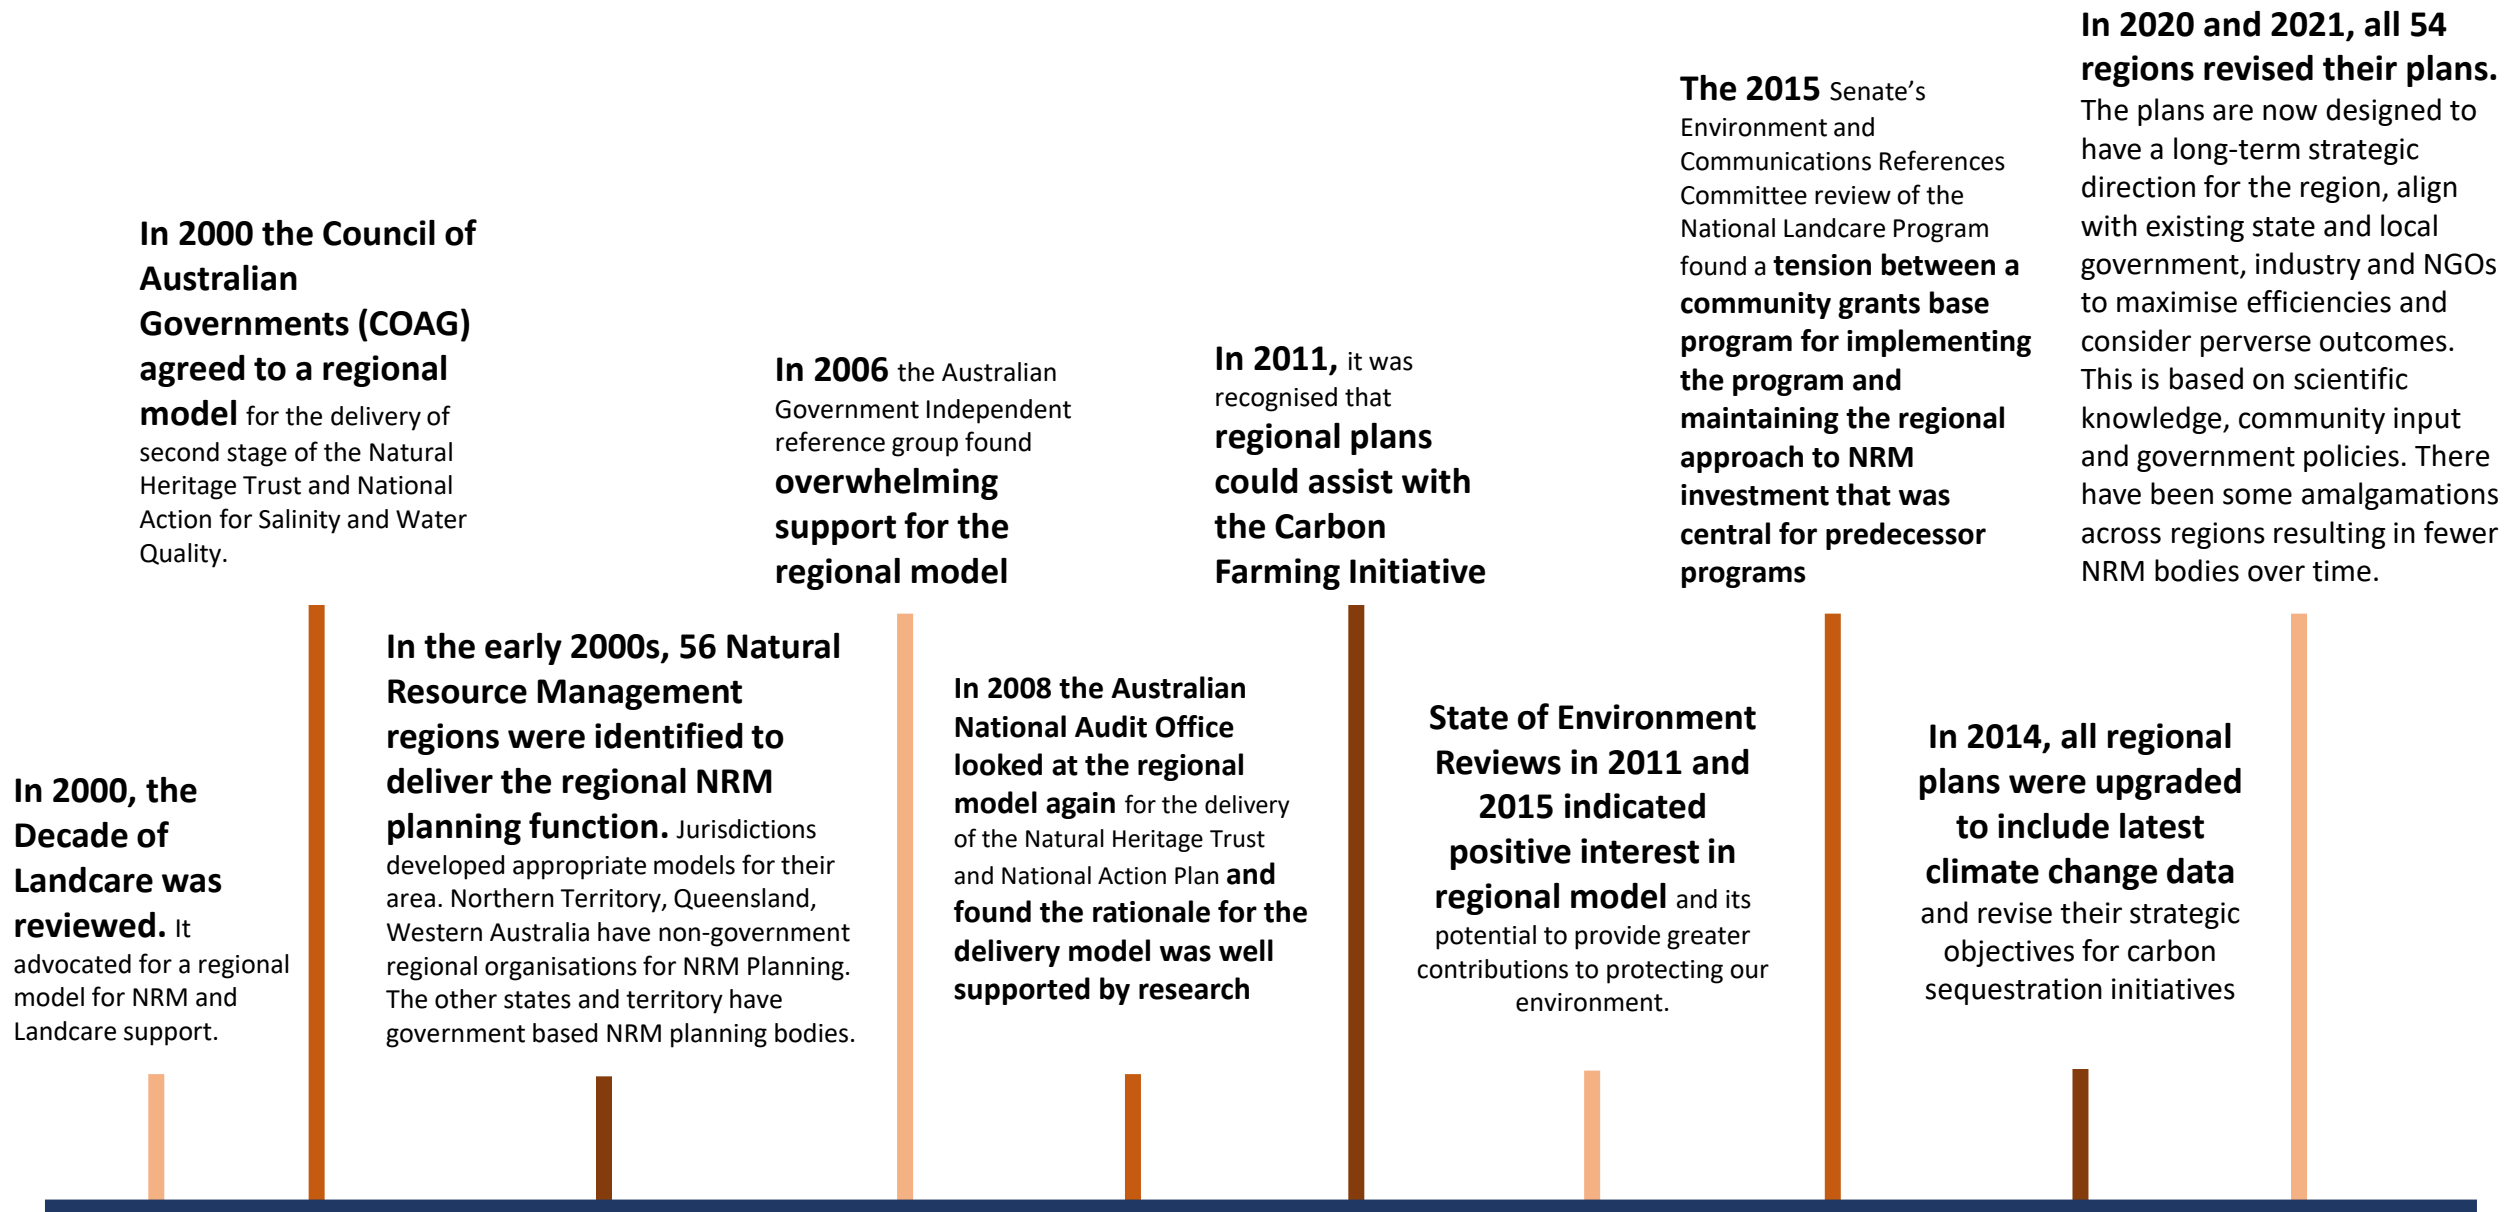 In 2000, the
Decade of
Landcare was
reviewed. It
advocated for a regional
model for NRM and
Landcare support.
In 2000 the Council of
Australian
Governments (COAG)
agreed to a regional
model for the delivery of
second stage of the Natural
Heritage Trust and National
Action for Salinity and Water
Quality.
In the early 2000s, 56 Natural
Resource Management
regions were identified to
deliver the regional NRM
planning function. Jurisdictions
developed appropriate models for their
area. Northern Territory, Queensland,
Western Australia have non-government
regional organisations for NRM Planning.
The other states and territory have
government based NRM planning bodies.
In 2006 the Australian
Government Independent
reference group found
overwhelming
support for the
regional model
In 2008 the Australian
National Audit Office
looked at the regional
model again for the delivery
of the Natural Heritage Trust
and National Action Plan and
found the rationale for the
delivery model was well
supported by research
In 2011, it was
recognised that
regional plans
could assist with
the Carbon
Farming Initiative
State of Environment
Reviews in 2011 and
2015 indicated
positive interest in
regional model and its
potential to provide greater
contributions to protecting our
environment.
The 2015 Senate's
Environment and
Communications References
Committee review of the
National Landcare Program
found a tension between a
community grants base
program for implementing
the program and
maintaining the regional
approach to NRM
investment that was
central for predecessor
programs
In 2014, all regional
plans were upgraded
to include latest
climate change data
and revise their strategic
objectives for carbon
sequestration initiatives
In 2020 and 2021, all 54
regions revised their plans.
The plans are now designed to
have a long-term strategic
direction for the region, align
with existing state and local
government, industry and NGOs
to maximise efficiencies and
consider perverse outcomes.
This is based on scientific
knowledge, community input
and government policies. There
have been some amalgamations
across regions resulting in fewer
NRM bodies over time.